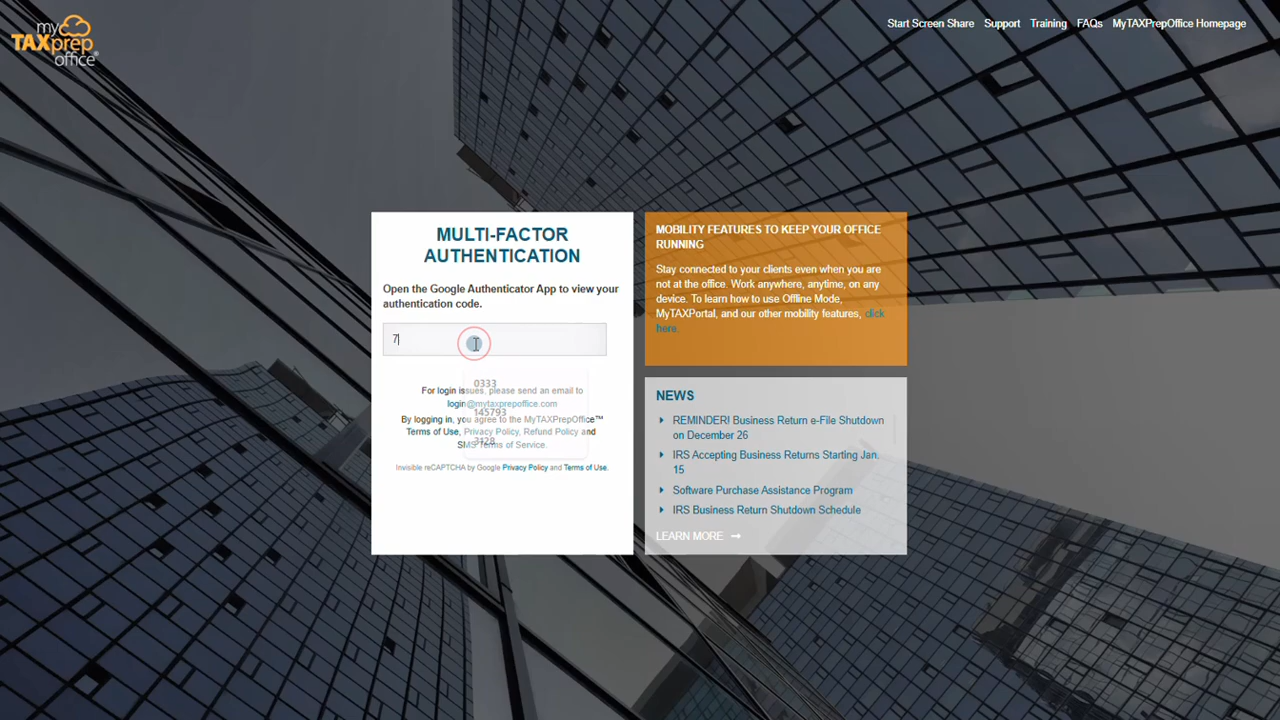 my
TAXprep
office®
Start Screen Share Support Training FAQs MyTAXPrepOffice Homepage
MULTI-FACTOR
AUTHENTICATION
Open the Google Authenticator App to view your
authentication code.
7
0333
145793
3128
For login issues, please send an email to
login@mytaxprepoffice.com
By logging in, you agree to the MyTAXPrepOffice™
Terms of Use, Privacy Policy, Refund Policy and
SMS Terms of Service.
Invisible reCAPTCHA by Google Privacy Policy and Terms of Use.
MOBILITY FEATURES TO KEEP YOUR OFFICE
RUNNING
Stay connected to your clients even when you are
not at the office. Work anywhere, anytime, on any
device. To learn how to use Offline Mode,
MyTAXPortal, and our other mobility features, click
here.
NEWS
REMINDER! Business Return e-File Shutdown
on December 26
IRS Accepting Business Returns Starting Jan.
15
Software Purchase Assistance Program
IRS Business Return Shutdown Schedule
LEARN MORE →